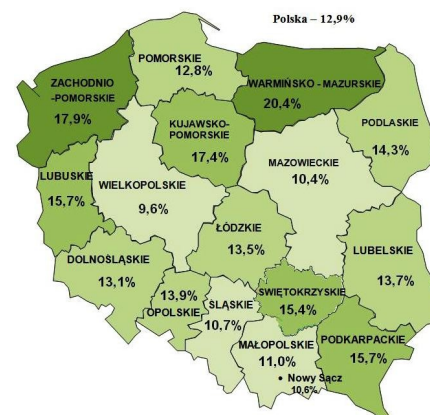 Polska – 12,9%
POMORSKIE
12,8%
ZACHODNIO
-POMORSKIE
17,9%
WARMIŃSKO - MAZURSKIE
20,4%
PODLASKIE
14,3%
KUJAWSKO-
POMORSKIE
17,4%
MAZOWIECKIE
10,4%
LUBUSKIE
15,7%
WIELKOPOLSKIE
9,6%
ŁÓDZKIE
13,5%
LUBELSKIE
13,7%
DOLNOŚLĄSKIE
13,1%
13,9%
OPOLSKIE
ŚLĄSKIE
10,7%
SWIĘTOKRZYSKIE
15,4%
MAŁOPOLSKIE
11,0%
Nowy Sącz
10,6%
PODKARPACKIE
15,7%